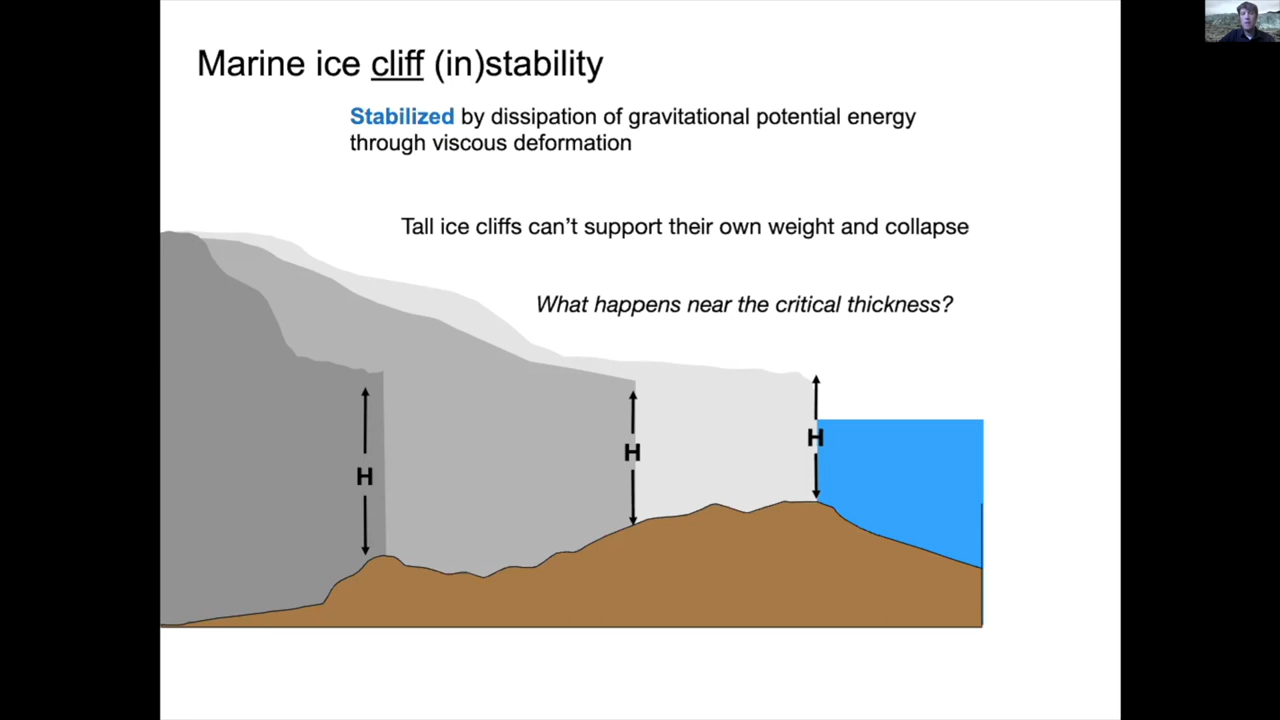 Marine ice cliff (in)stability
Stabilized by dissipation of gravitational potential energy
through viscous deformation
Tall ice cliffs can't support their own weight and collapse
What happens near the critical thickness?
H
H
H